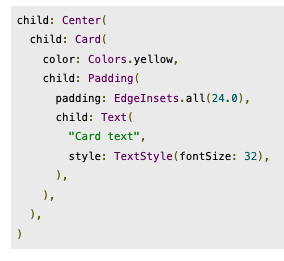 child: Center(
  child: Card(
    color: Colors.yellow,
    child: Padding(
      padding: EdgeInsets.all(24.0),
      child: Text(
        "Card text",
        style: TextStyle(fontSize: 32),
      ),
    ),
  ),
)